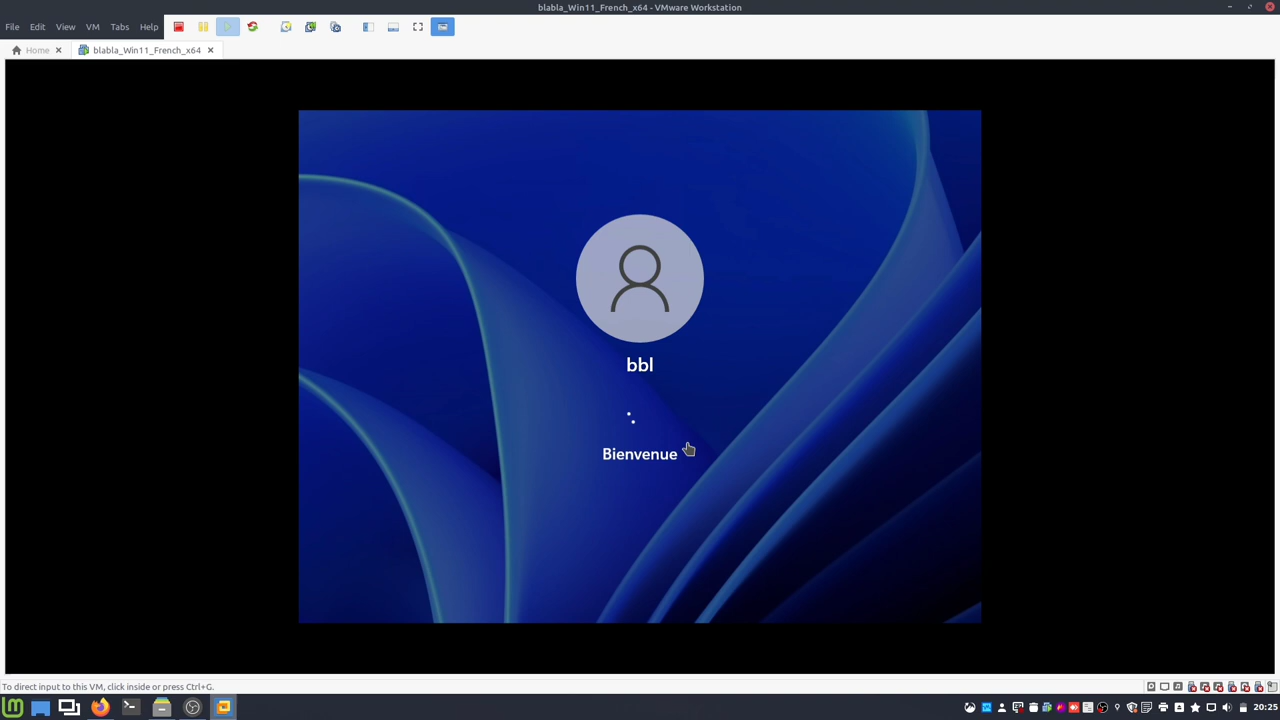 blabla_Win11_French_x64 - VMware Workstation
File Edit View VM Tabs Help
Home blabla_Win11_French_x64
bbl
Bienvenue
To direct input to this VM, click inside or press Ctrl+G.
20:25